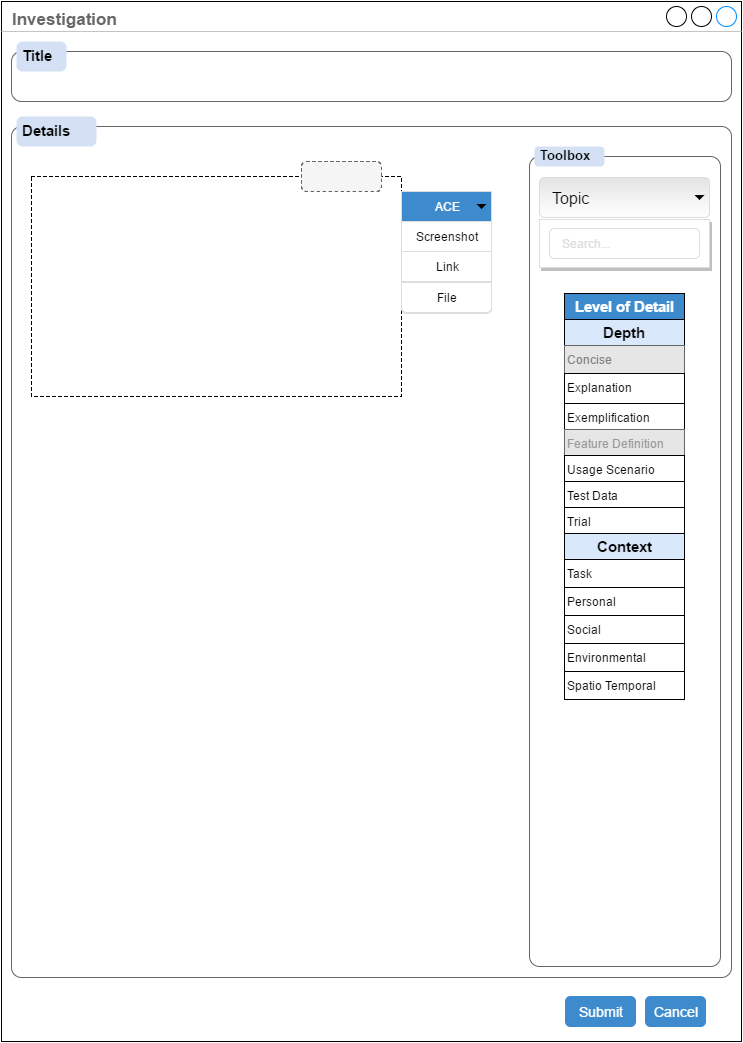 Investigation
Title
Details
Toolbox
Topic
Search...
ACE
Screenshot
Link
File
Level of Detail
Depth
Concise
Explanation
Exemplification
Feature Definition
Usage Scenario
Test Data
Trial
Context
Task
Personal
Social
Environmental
Spatio Temporal
Submit
Cancel